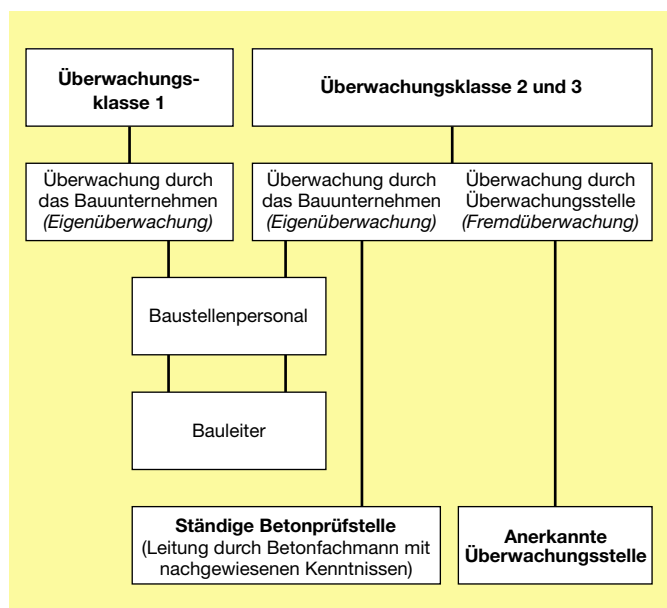 Überwachungs-
klasse 1
Überwachungsklasse 2 und 3
Überwachung durch
das Bauunternehmen
(Eigenüberwachung)
Überwachung durch
das Bauunternehmen
(Eigenüberwachung)
Überwachung durch
Überwachungsstelle
(Fremdüberwachung)
Baustellenpersonal
Bauleiter
Ständige Betonprüfstelle
(Leitung durch Betonfachmann mit
nachgewiesenen Kenntnissen)
Anerkannte
Überwachungsstelle